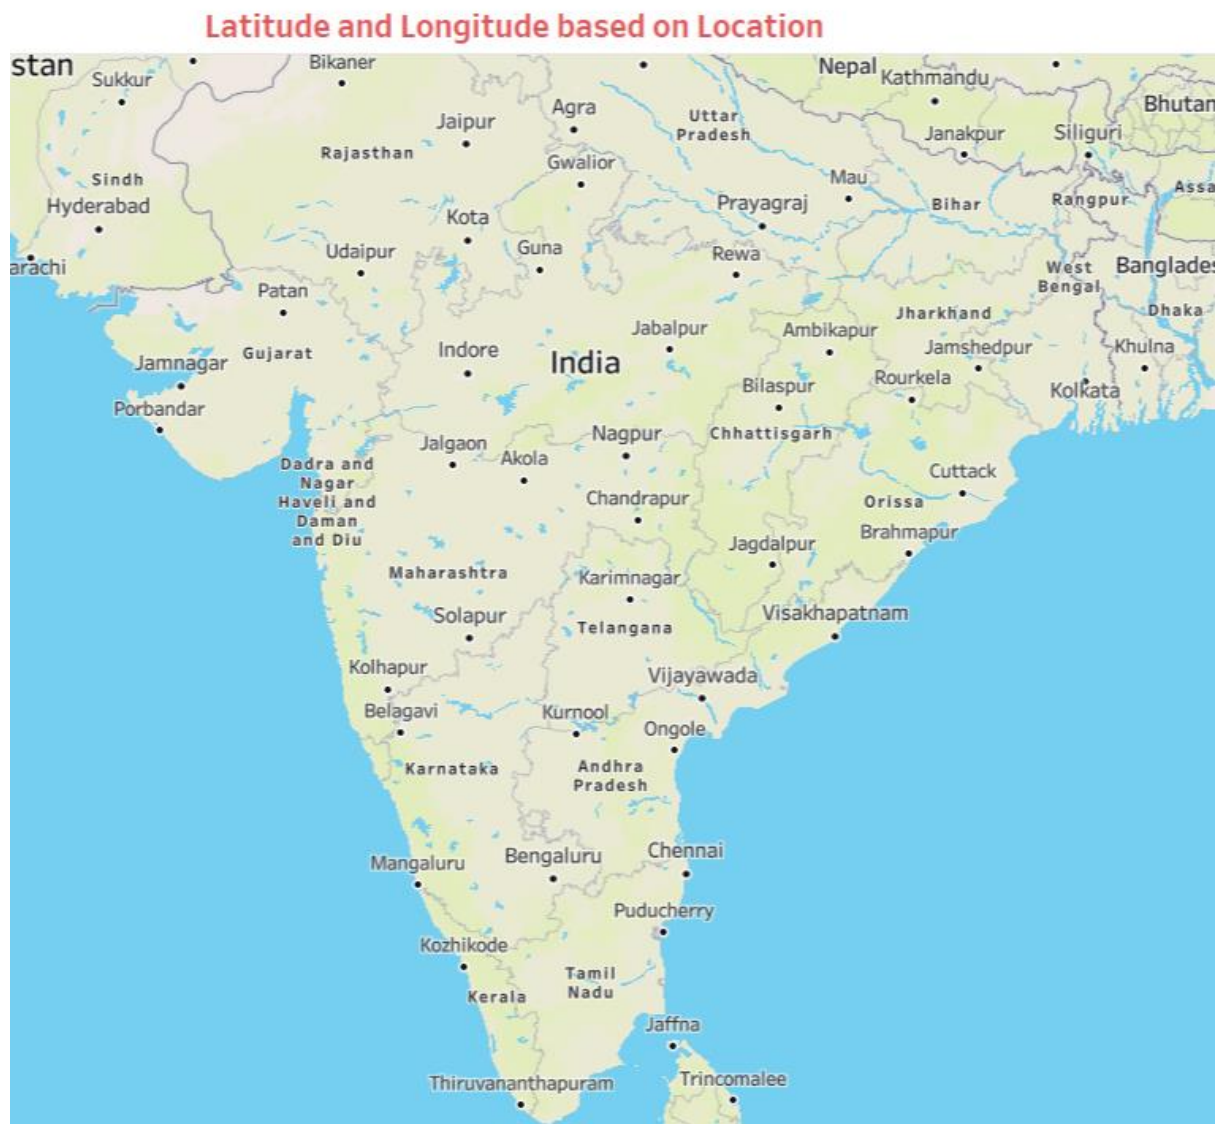 Latitude and Longitude based on Location
stan
Bikaner
Nepal
Sukkur
Kathmandu
Bhutan
Agra
Jaipur
Uttar
Pradesh
Janakpur
Siliguri
Rajasthan
Gwalior
Sindh
Mau
Assa
Hyderabad
Prayagraj
Bihar
Rangpur
Kota
Udaipur
Guna
Rewa
arachi
West
Bengal
Banglades
Patan
Jharkhand
Dhaka
Jabalpur
Ambikapur
Indore
India
Gujarat
Jamshedpur
Khulna
Jamnagar
Bilaspur
Rourkela
Kolkata
Porbandar
Jalgaon
Nagpur
Chhattisgarh
Akola
Dadra and
Nagar
Haveli and
Daman
and Diu
Cuttack
Chandrapur
Orissa
Brahmapur
Jagdalpur
Maharashtra
Karimnagar
Solapur
Telangana
Visakhapatnam
Kolhapur
Vijayawada
Belagavi
Kurnool
Ongole
Karnataka
Andhra
Pradesh
Mangaluru
Bengaluru
Chennai
Puducherry
Kozhikode
Tamil
Nadu
Kerala
Jaffna
Thiruvananthapuram
Trincomalee